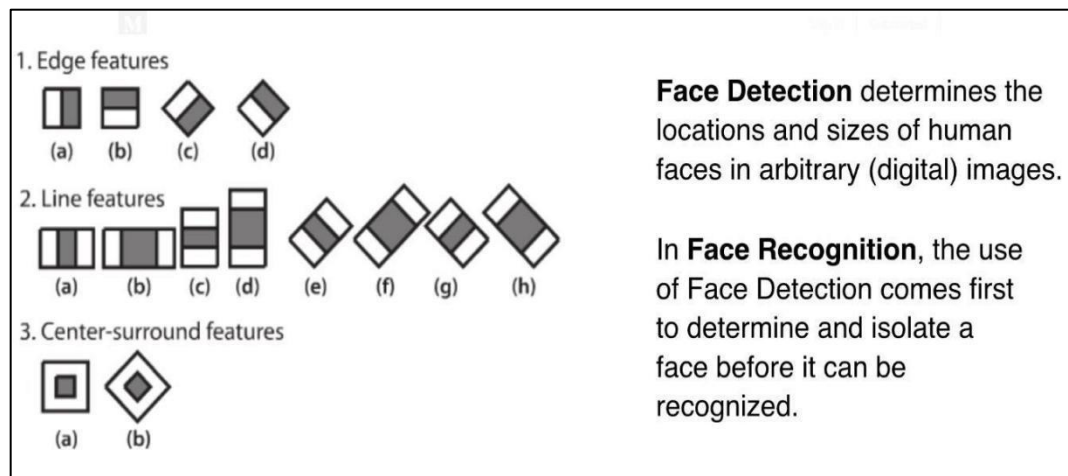 1. Edge features
(a) (b) (c) (d)
2. Line features
(a) (b) (c) (d) (e) (f) (g) (h)
3. Center-surround features
(a) (b)
Face Detection determines the
locations and sizes of human
faces in arbitrary (digital) images.
In Face Recognition, the use
of Face Detection comes first
to determine and isolate a
face before it can be
recognized.